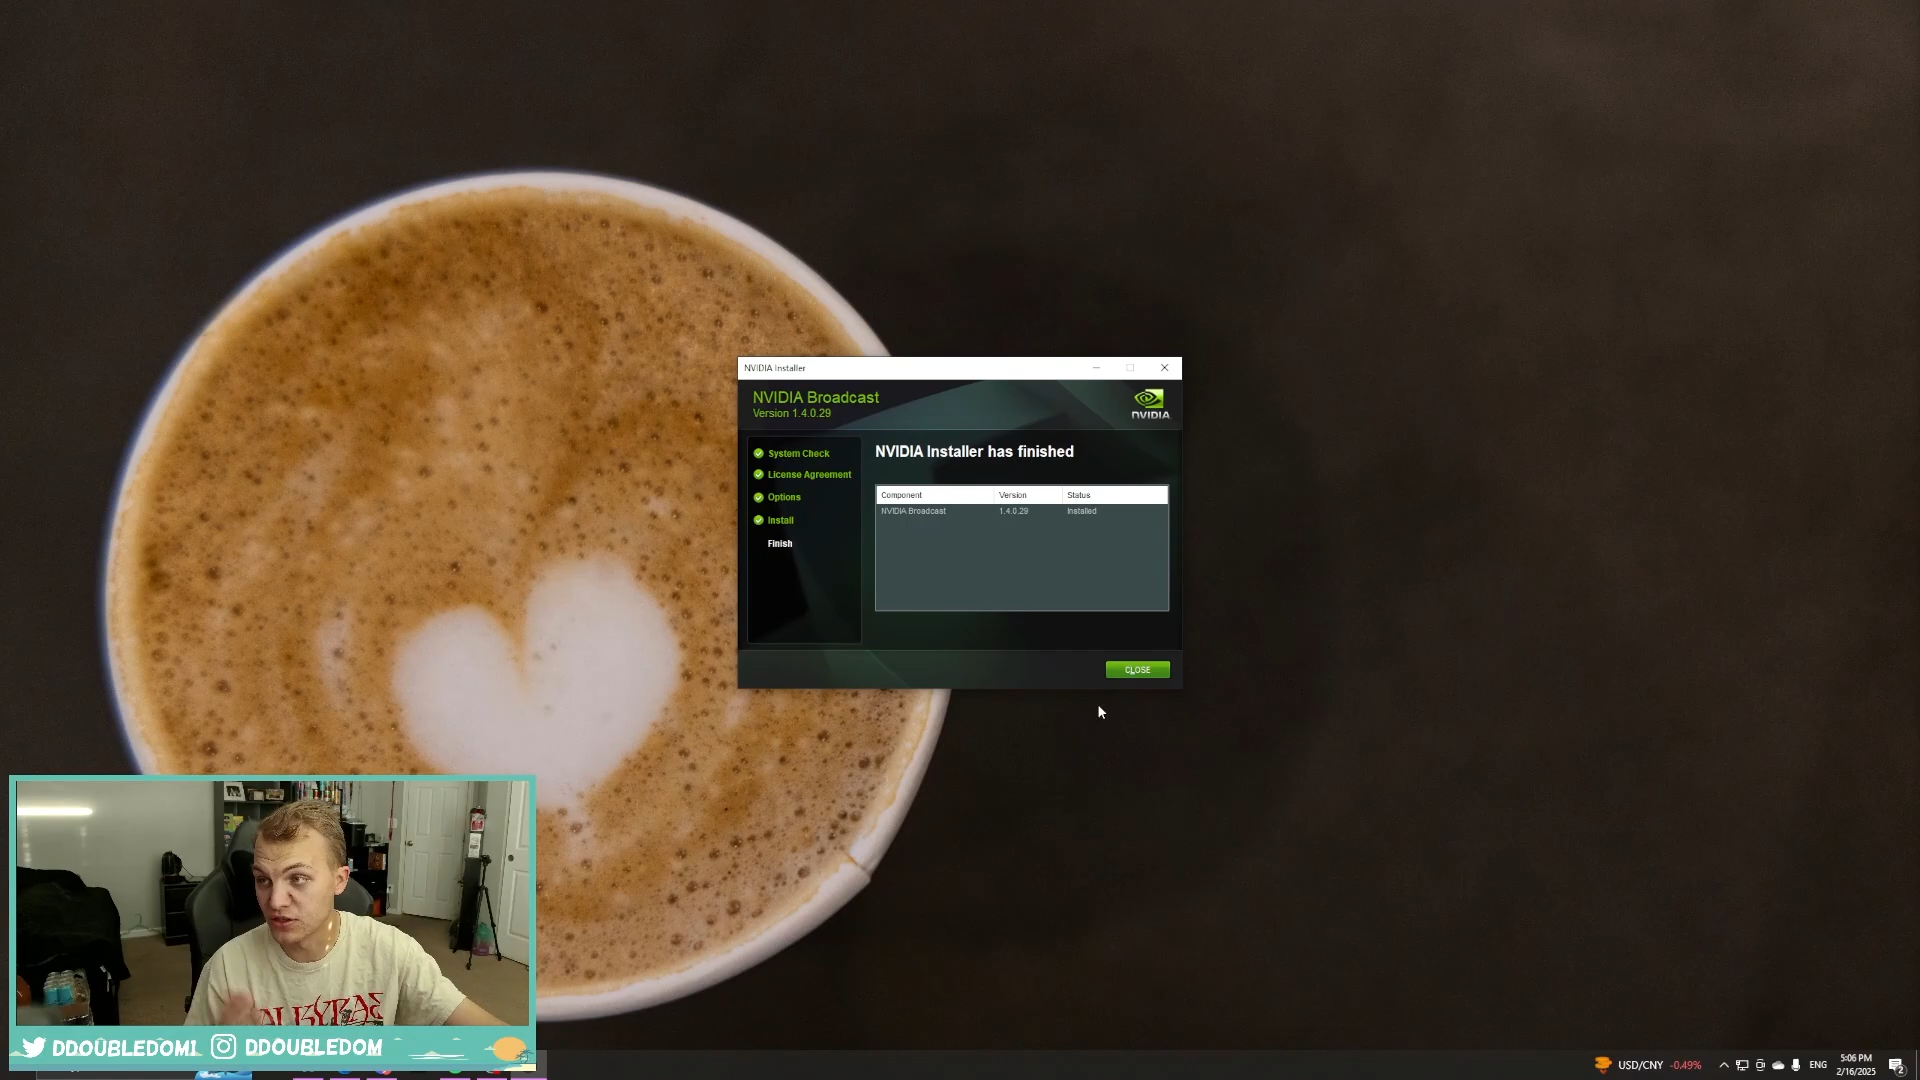 NVIDIA Installer
NVIDIA Broadcast
Version 1.4.0.29
NVIDIA
System Check
License Agreement
Options
Install
Finish
NVIDIA Installer has finished
Component Version Status
NVIDIA Broadcast 1.4.0.29 Installed
CLOSE
DDOUBLEDOM1 DDOUBLEDOM
USD/CNY -0.49% ENG 5:06 PM
2/16/2025 2